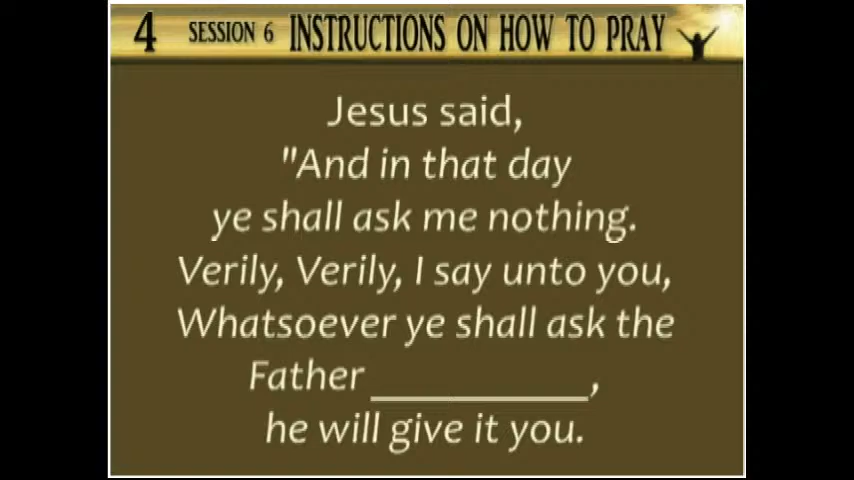 4 SESSION 6 INSTRUCTIONS ON HOW TO PRAY
Jesus said,
"And in that day
ye shall ask me nothing.
Verily, Verily, I say unto you,
Whatsoever ye shall ask the
Father __________,
he will give it you.